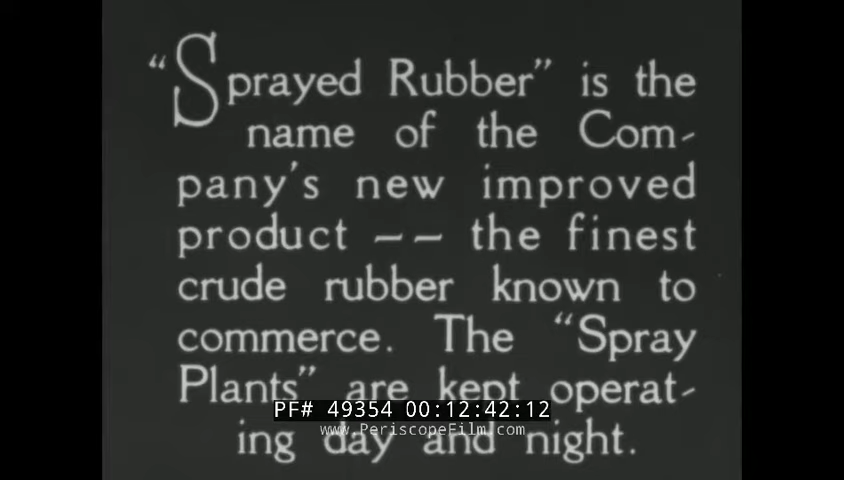 “Sprayed Rubber” is the
name of the Com-
pany's new improved
product -- the finest
crude rubber known to
commerce. The “Spray
Plants” are kept operat-
ing day and night.
PF# 49354 00:12:42:12
www.PeriscopeFilm.com